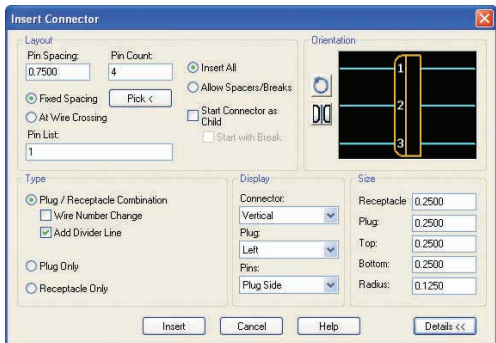 Insert Connector
Layout
Pin Spacing: Pin Count:
0.7500 4
Fixed Spacing Pick <
At Wire Crossing
Pin List:
1
Insert All
Allow Spacers/Breaks
Start Connector as
Child
Start with Break
Orientation
1
2
3
Type
Plug / Receptacle Combination
Wire Number Change
Add Divider Line
Plug Only
Receptacle Only
Display
Connector:
Vertical
Plug:
Left
Pins:
Plug Side
Size
Receptacle 0.2500
Plug: 0.2500
Top: 0.2500
Bottom: 0.2500
Radius: 0.1250
Insert Cancel Help Details <<